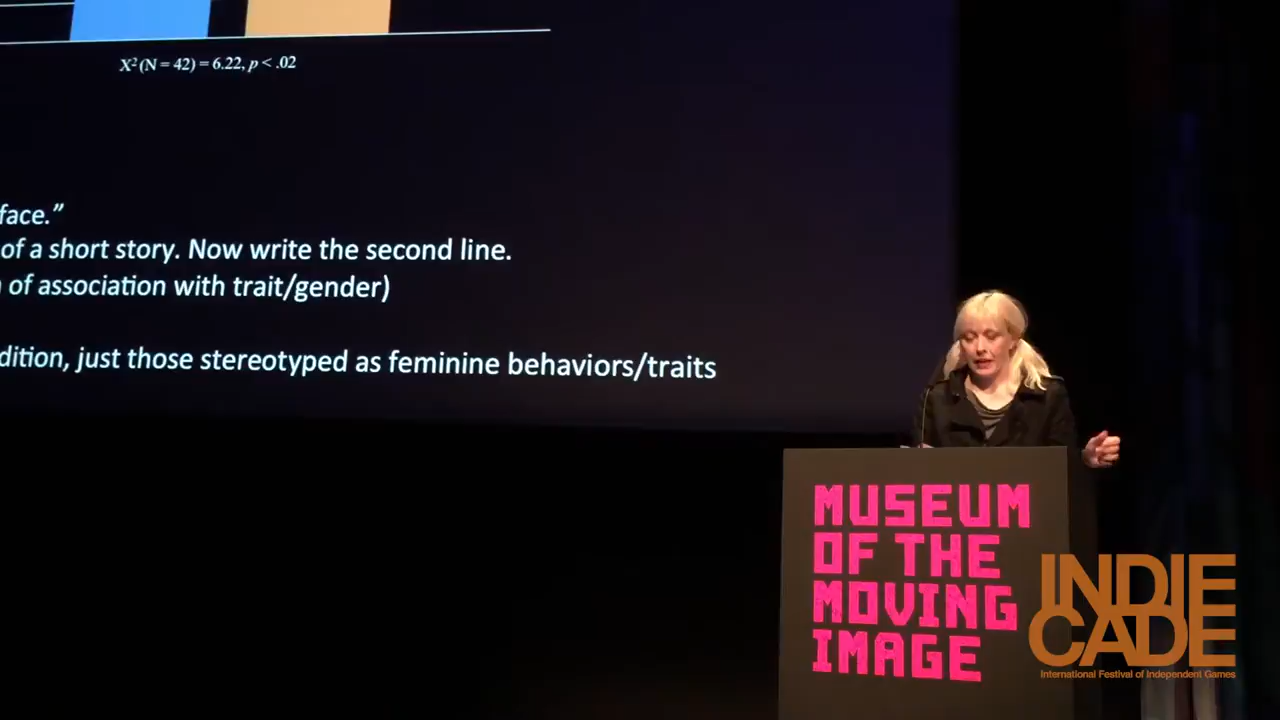 X² (N = 42) = 6.22, p < .02
face.”
of a short story. Now write the second line.
of association with trait/gender)
just those stereotyped as feminine behaviors/traits
MUSEUM
OF THE
MOVING
IMAGE
INDIE
CADE
International Festival of Independent Games